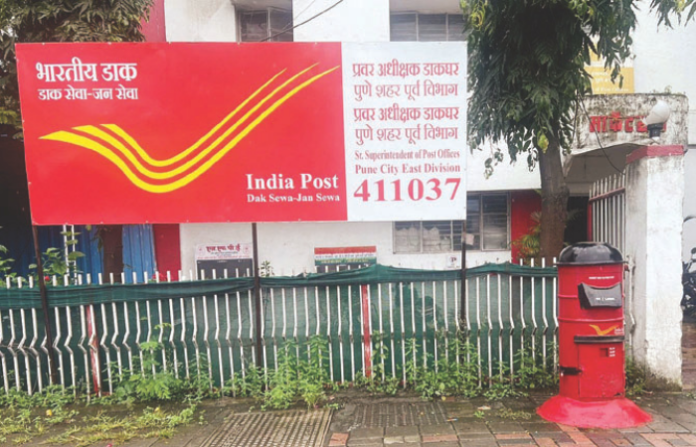 भारतीय डाक
डाक सेवा-जन सेवा
India Post
Dak Sewa-Jan Sewa
प्रवर अधीक्षक डाकघर
पुणे शहर पूर्व विभाग
प्रवर अधीक्षक डाकघर
पुणे शहर पूर्व विभाग
Sr. Superintendent of Post Offices
Pune City East Division
411037